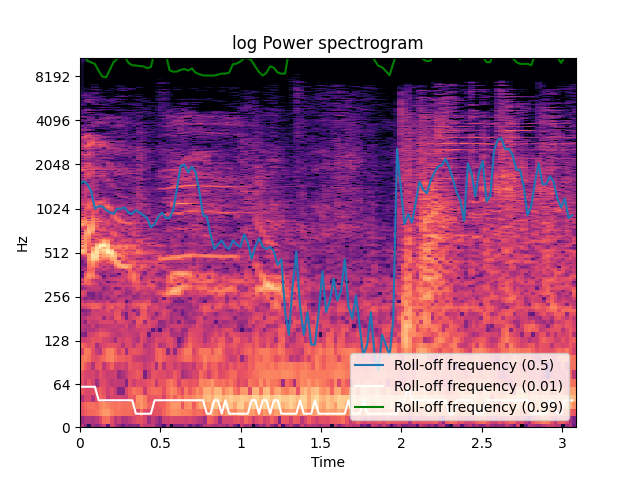 log Power spectrogram
Hz
8192
4096
2048
1024
512
256
128
64
0
Roll-off frequency (0.5)
Roll-off frequency (0.01)
Roll-off frequency (0.99)
0 0.5 1 1.5 2 2.5 3
Time